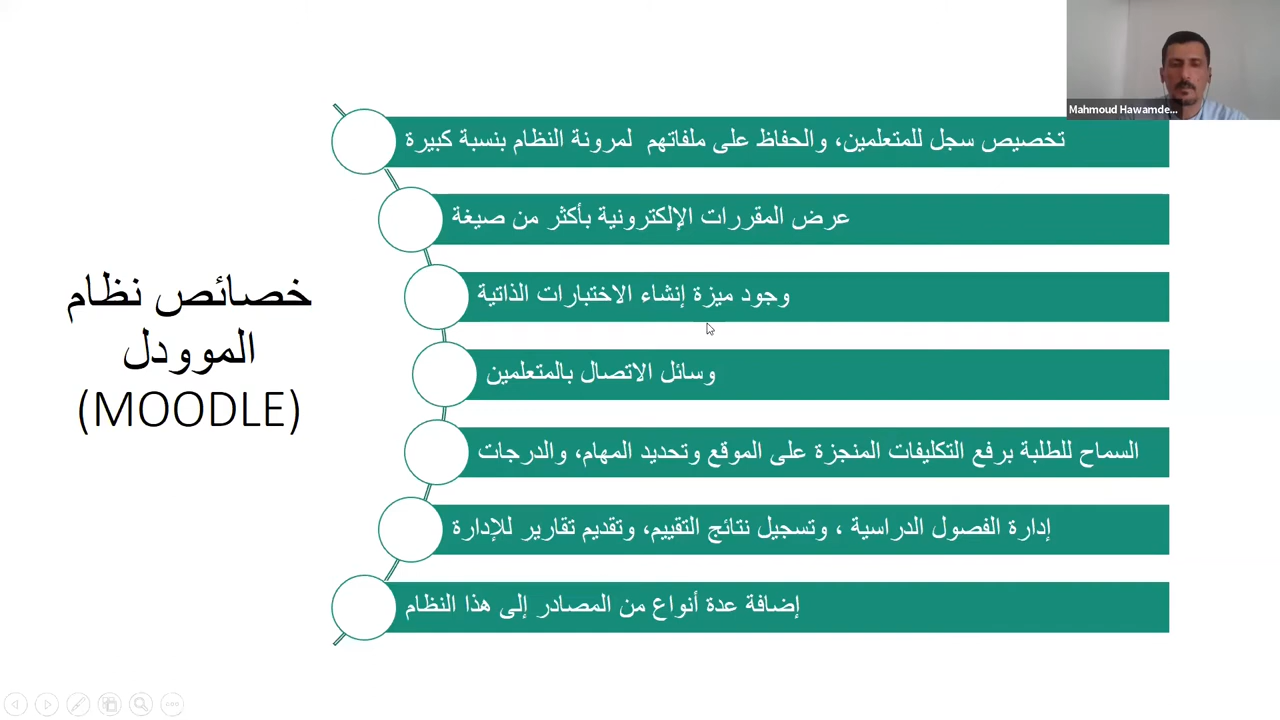 Mahmoud Hawamde...
خصائص نظام
الموودل
(MOODLE)
تخصيص سجل للمتعلمين، والحفاظ على ملفاتهم لمرونة النظام بنسبة كبيرة
عرض المقررات الإلكترونية بأكثر من صيغة
وجود ميزة إنشاء الاختبارات الذاتية
وسائل الاتصال بالمتعلمين
السماح للطلبة برفع التكليفات المنجزة على الموقع وتحديد المهام، والدرجات
إدارة الفصول الدراسية ، وتسجيل نتائج التقييم، وتقديم تقارير للإدارة
إضافة عدة أنواع من المصادر إلى هذا النظام